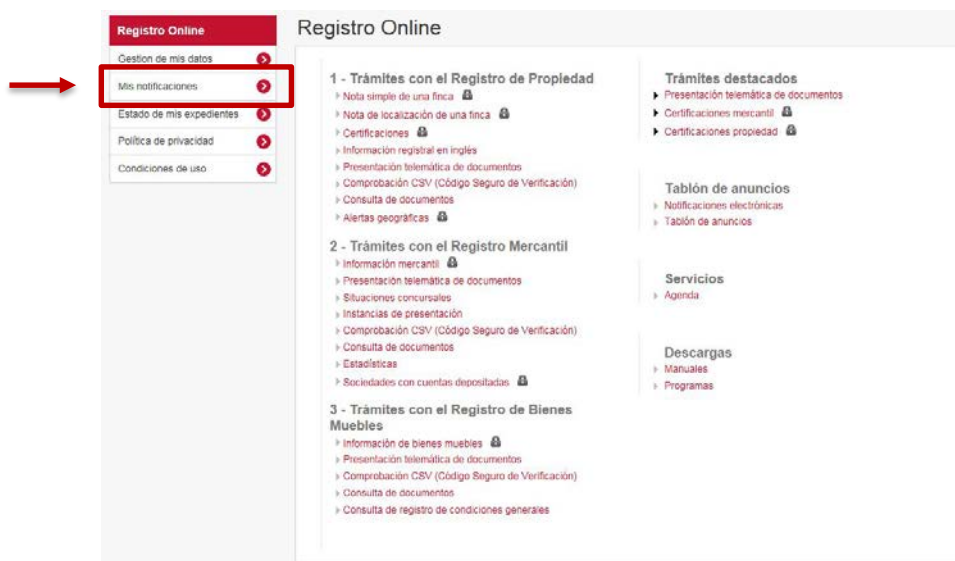 Registro Online
Gestion de mis datos
Mis notificaciones
Estado de mis expedientes
Política de privacidad
Condiciones de uso
Registro Online
1 - Trámites con el Registro de Propiedad
Nota simple de una finca
Nota de localización de una finca
Certificaciones
Información registral en inglés
Presentación telemática de documentos
Comprobación CSV (Código Seguro de Verificación)
Consulta de documentos
Alertas geográficas
2 - Trámites con el Registro Mercantil
Información mercantil
Presentación telemática de documentos
Situaciones concursales
Instancias de presentación
Comprobación CSV (Código Seguro de Verificación)
Consulta de documentos
Estadísticas
Sociedades con cuentas depositadas
3 - Trámites con el Registro de Bienes
Muebles
Información de bienes muebles
Presentación telemática de documentos
Comprobación CSV (Código Seguro de Verificación)
Consulta de documentos
Consulta de registro de condiciones generales
Trámites destacados
Presentación telemática de documentos
Certificaciones mercantil
Certificaciones propiedad
Tablón de anuncios
Notificaciones electrónicas
Tablón de anuncios
Servicios
Agenda
Descargas
Manuales
Programas